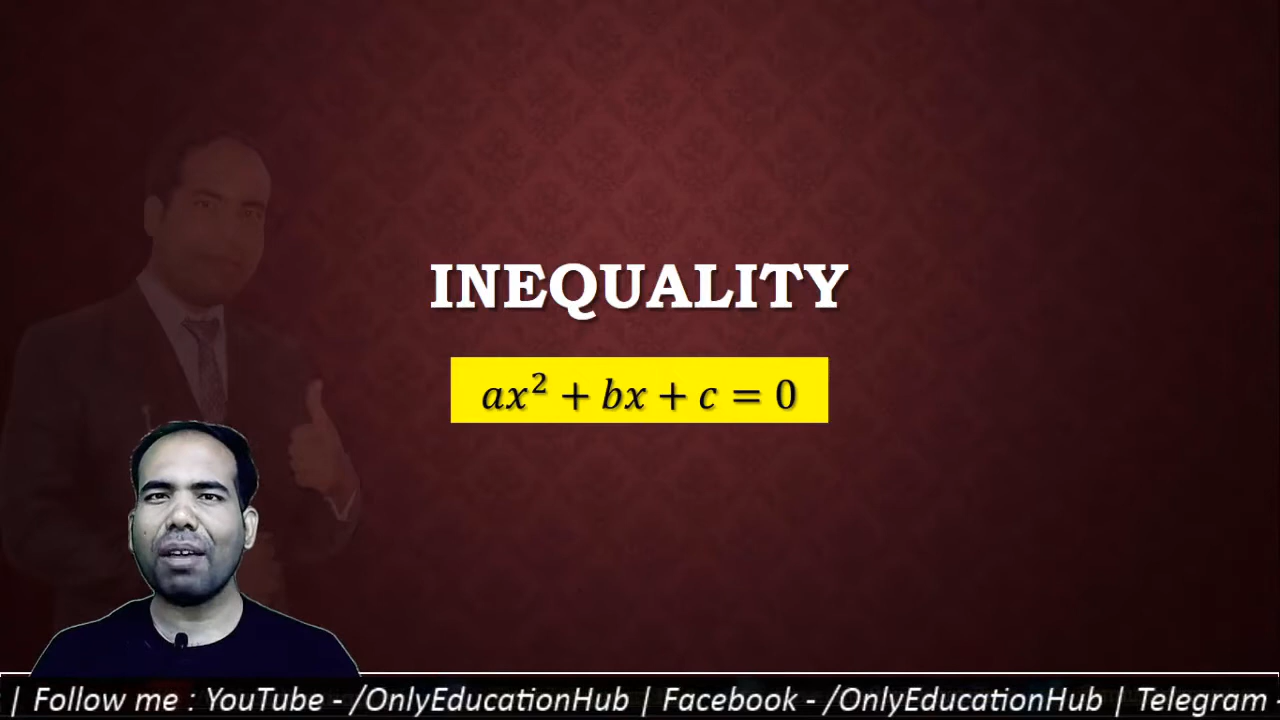 INEQUALITY
ax² + bx + c = 0
| Follow me : YouTube - /OnlyEducationHub | Facebook - /OnlyEducationHub | Telegram